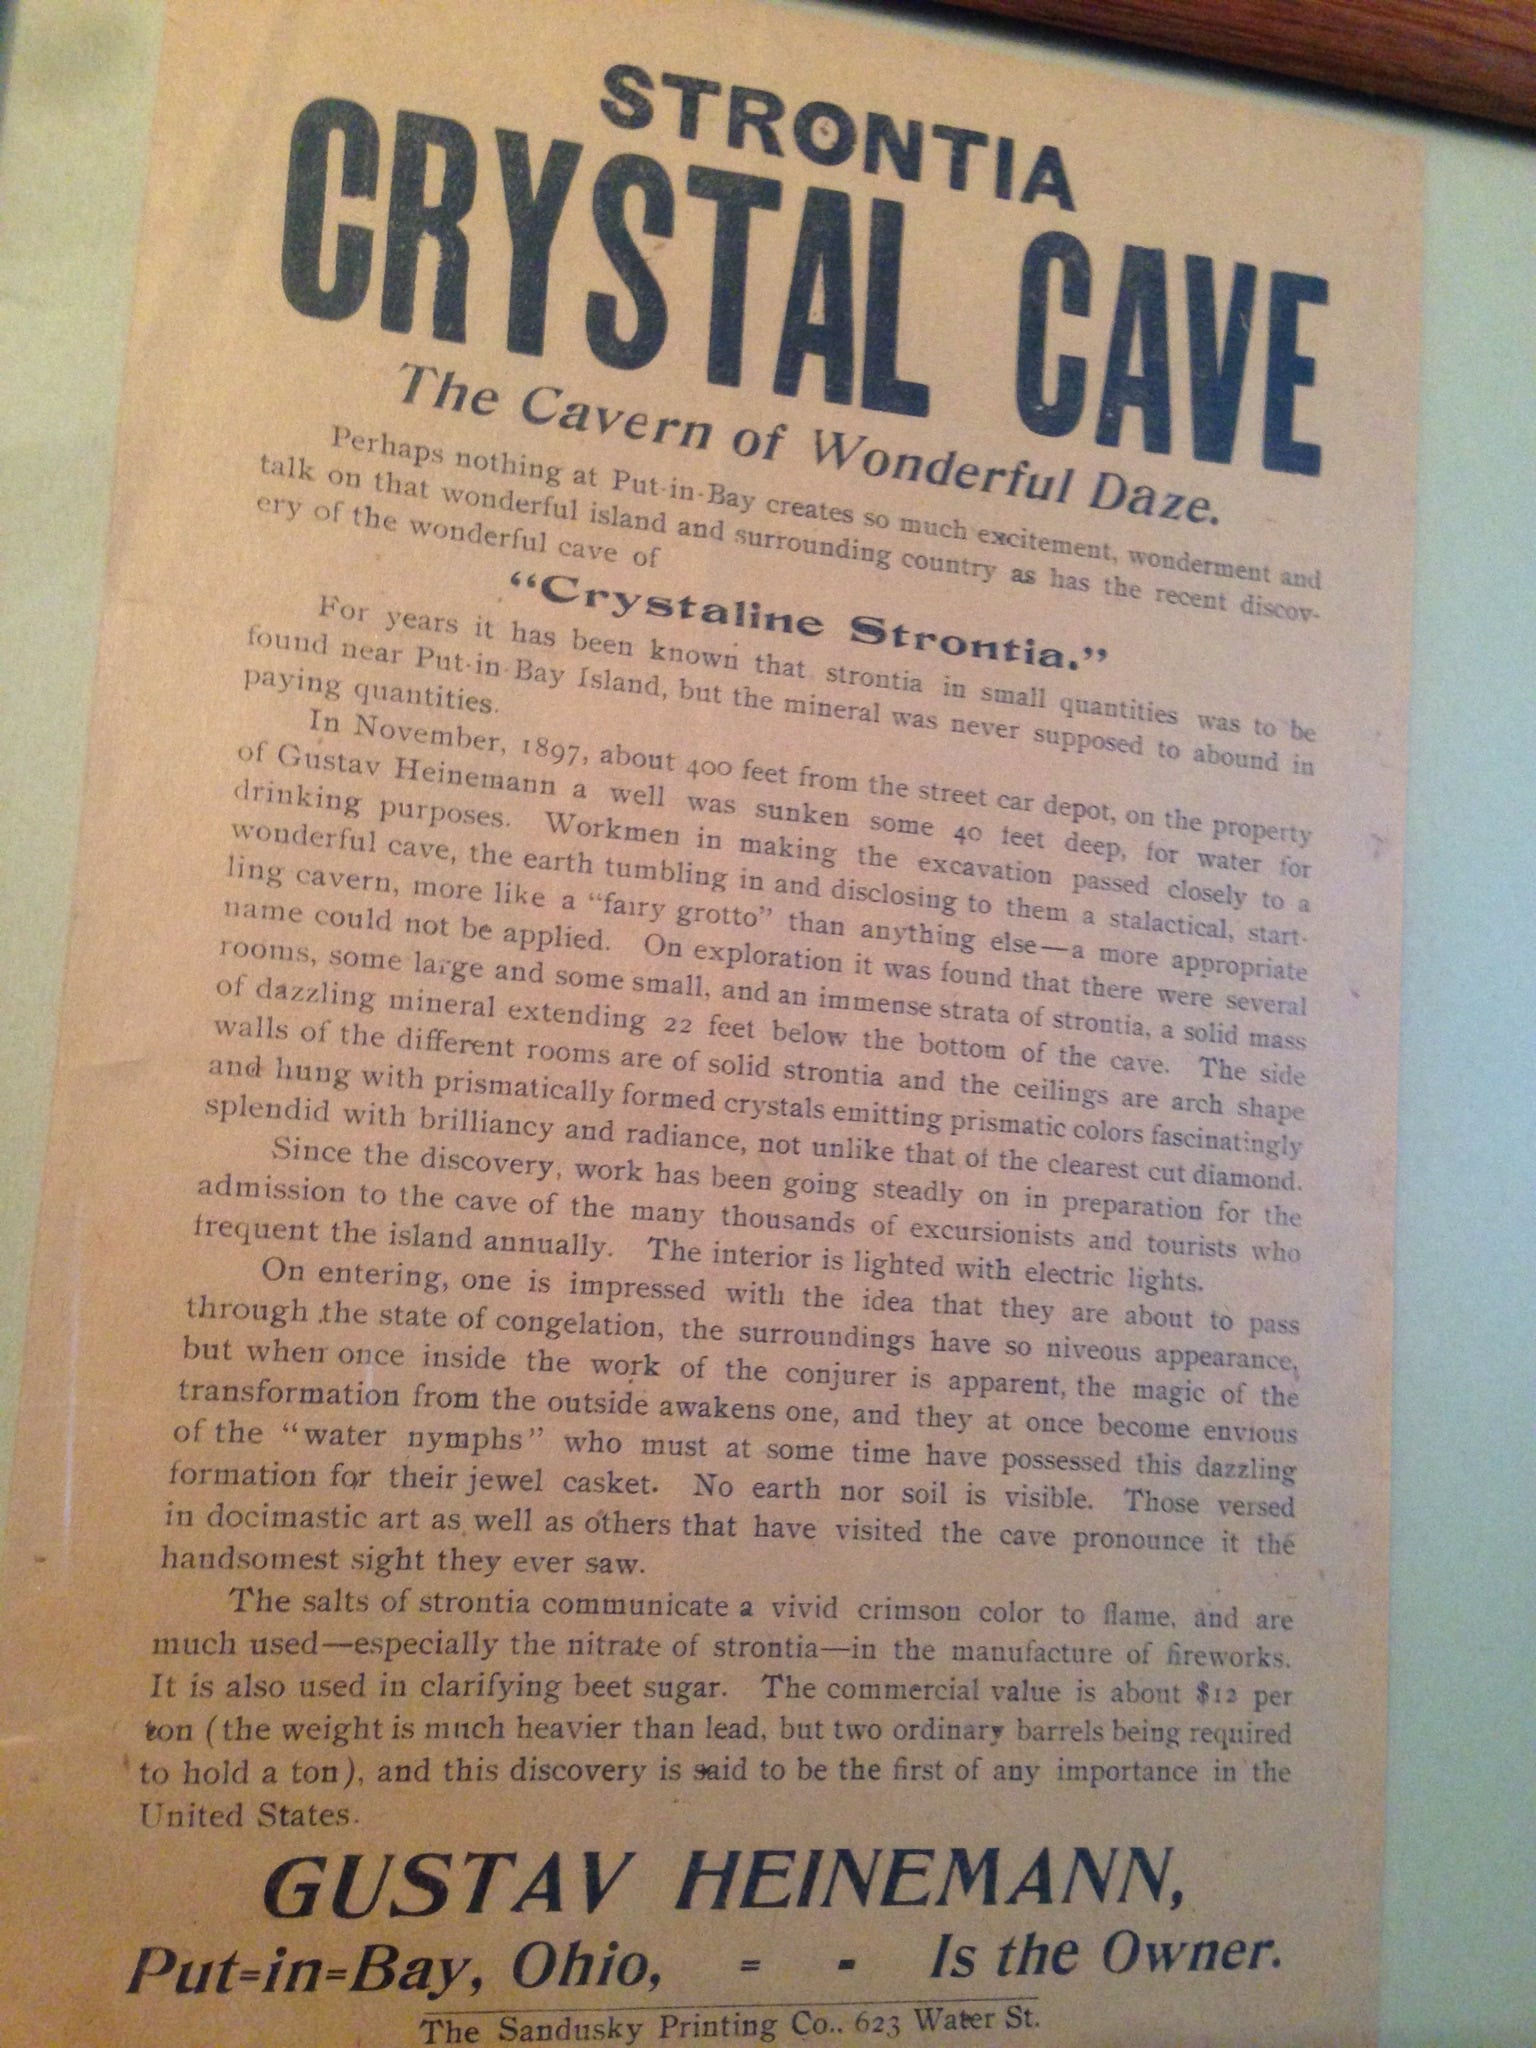 STRONTIA
CRYSTAL CAVE
The Cavern of Wonderful Daze.
Perhaps nothing at Put-in-Bay creates so much excitement, wonderment and
talk on that wonderful island and surrounding country as has the recent discov-
ery of the wonderful cave of
“Crystaline Strontia.”
For years it has been known that strontia in small quantities was to be
found near Put-in-Bay Island, but the mineral was never supposed to abound in
paying quantities.
In November, 1897, about 400 feet from the street car depot, on the property
of Gustav Heinemann a well was sunken some 40 feet deep, for water for
drinking purposes. Workmen in making the excavation passed closely to a
wonderful cave, the earth tumbling in and disclosing to them a stalactical, start-
ling cavern, more like a “fairy grotto” than anything else—a more appropriate
name could not be applied. On exploration it was found that there were several
rooms, some large and some small, and an immense strata of strontia, a solid mass
of dazzling mineral extending 22 feet below the bottom of the cave. The side
walls of the different rooms are of solid strontia and the ceilings are arch shape
and hung with prismatically formed crystals emitting prismatic colors fascinatingly
splendid with brilliancy and radiance, not unlike that of the clearest cut diamond.
Since the discovery, work has been going steadily on in preparation for the
admission to the cave of the many thousands of excursionists and tourists who
frequent the island annually. The interior is lighted with electric lights.
On entering, one is impressed with the idea that they are about to pass
through the state of congelation, the surroundings have so niveous appearance,
but when once inside the work of the conjurer is apparent, the magic of the
transformation from the outside awakens one, and they at once become envious
of the “water nymphs” who must at some time have possessed this dazzling
formation for their jewel casket. No earth nor soil is visible. Those versed
in docimastic art as well as others that have visited the cave pronounce it the
handsomest sight they ever saw.
The salts of strontia communicate a vivid crimson color to flame, and are
much used—especially the nitrate of strontia—in the manufacture of fireworks.
It is also used in clarifying beet sugar. The commercial value is about $12 per
ton (the weight is much heavier than lead, but two ordinary barrels being required
to hold a ton), and this discovery is said to be the first of any importance in the
United States.
GUSTAV HEINEMANN,
Put=in=Bay, Ohio, = - Is the Owner.
The Sandusky Printing Co.. 623 Water St.